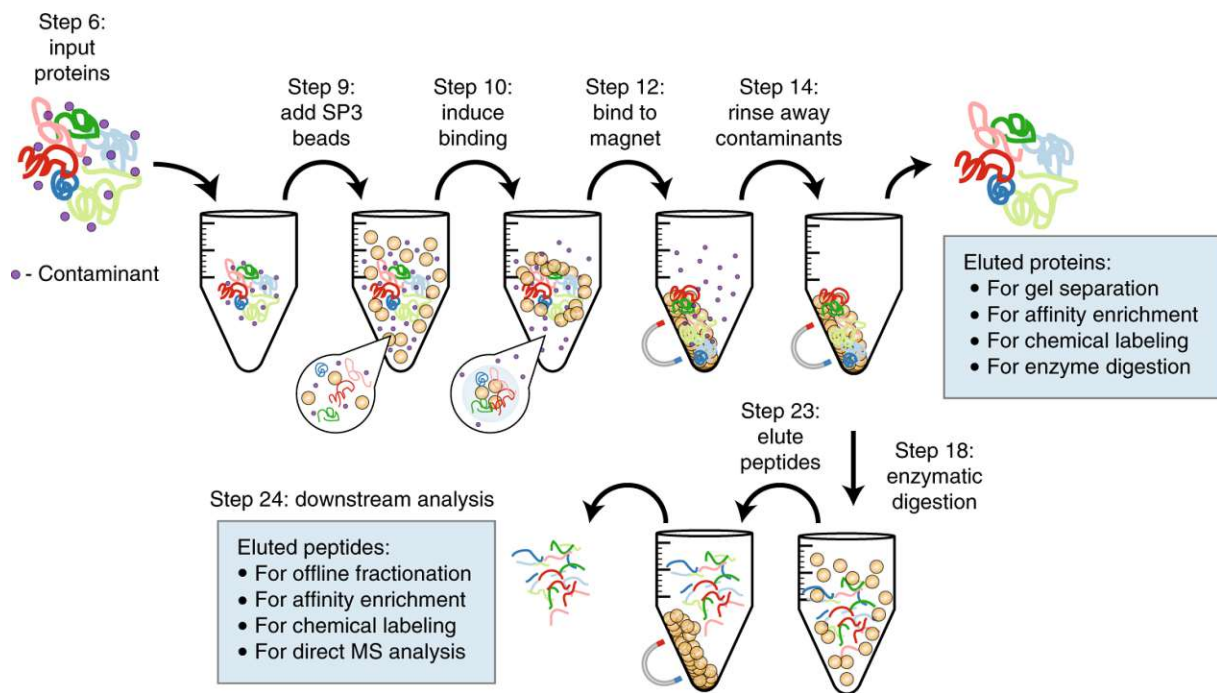 Step 6:
input
proteins
Step 9:
add SP3
beads
Step 10:
induce
binding
Step 12:
bind to
magnet
Step 14:
rinse away
contaminants
- Contaminant
Eluted proteins:
• For gel separation
• For affinity enrichment
• For chemical labeling
• For enzyme digestion
Step 18:
enzymatic
digestion
Step 23:
elute
peptides
Step 24: downstream analysis
Eluted peptides:
• For offline fractionation
• For affinity enrichment
• For chemical labeling
• For direct MS analysis